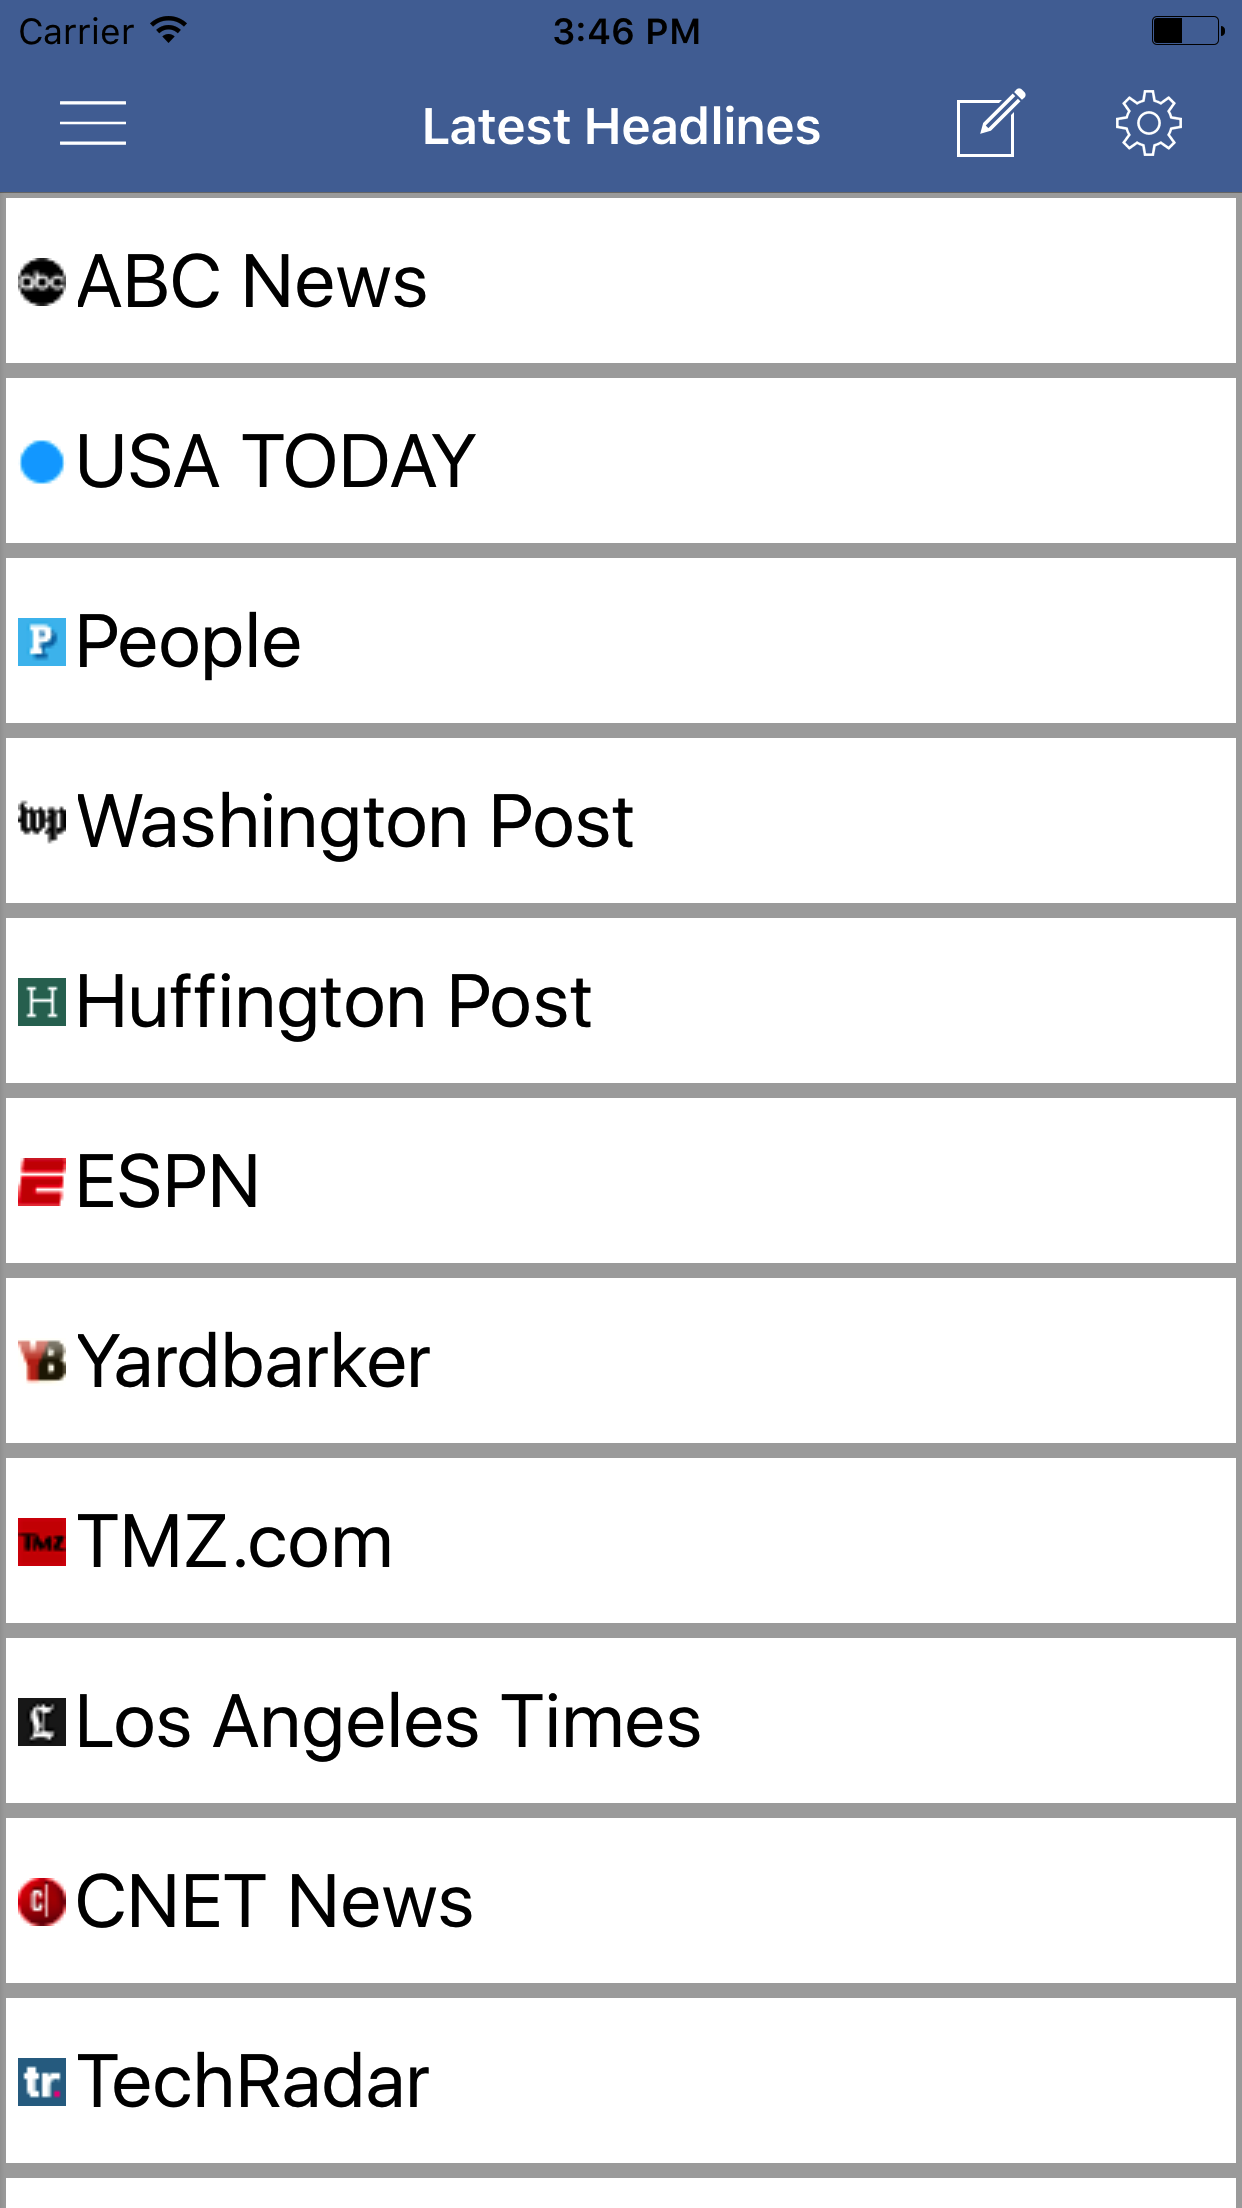 Carrier 3:46 PM
Latest Headlines
abc ABC News
USA TODAY
P People
wp Washington Post
H Huffington Post
E ESPN
YB Yardbarker
TMZ TMZ.com
L Los Angeles Times
c| CNET News
tr. TechRadar